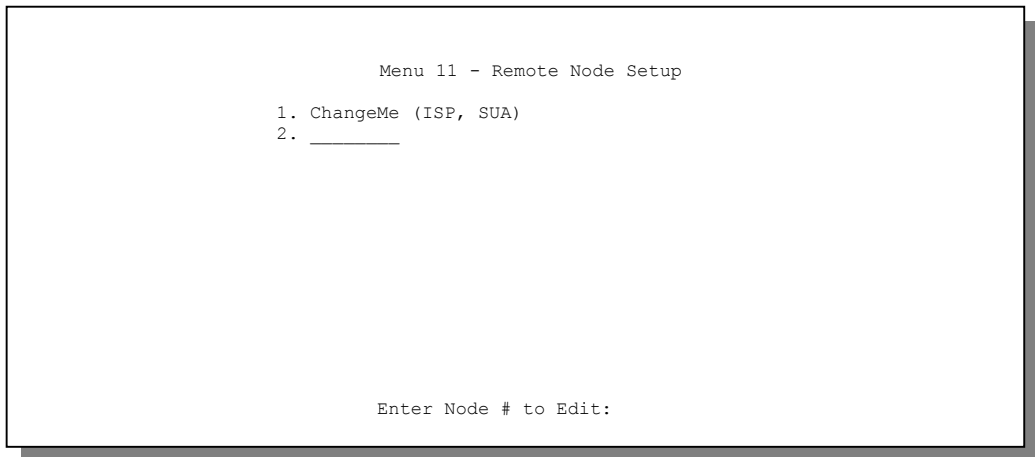 Menu 11 - Remote Node Setup
1. ChangeMe (ISP, SUA)
2. ________
Enter Node # to Edit: